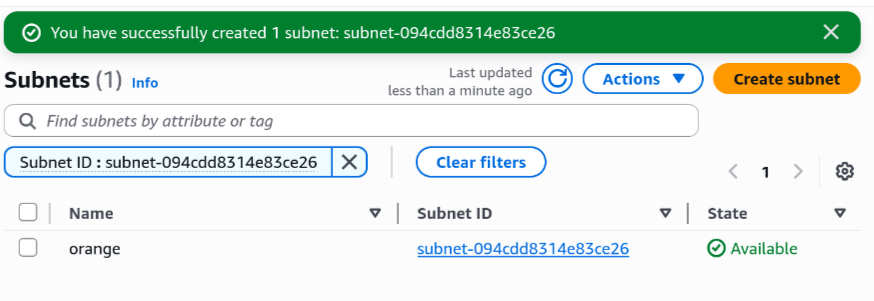 You have successfully created 1 subnet: subnet-094cdd8314e83ce26
Subnets (1) Info
Last updated
less than a minute ago
Actions
Create subnet
Find subnets by attribute or tag
Subnet ID : subnet-094cdd8314e83ce26
Clear filters
1
Name Subnet ID State
orange subnet-094cdd8314e83ce26 Available